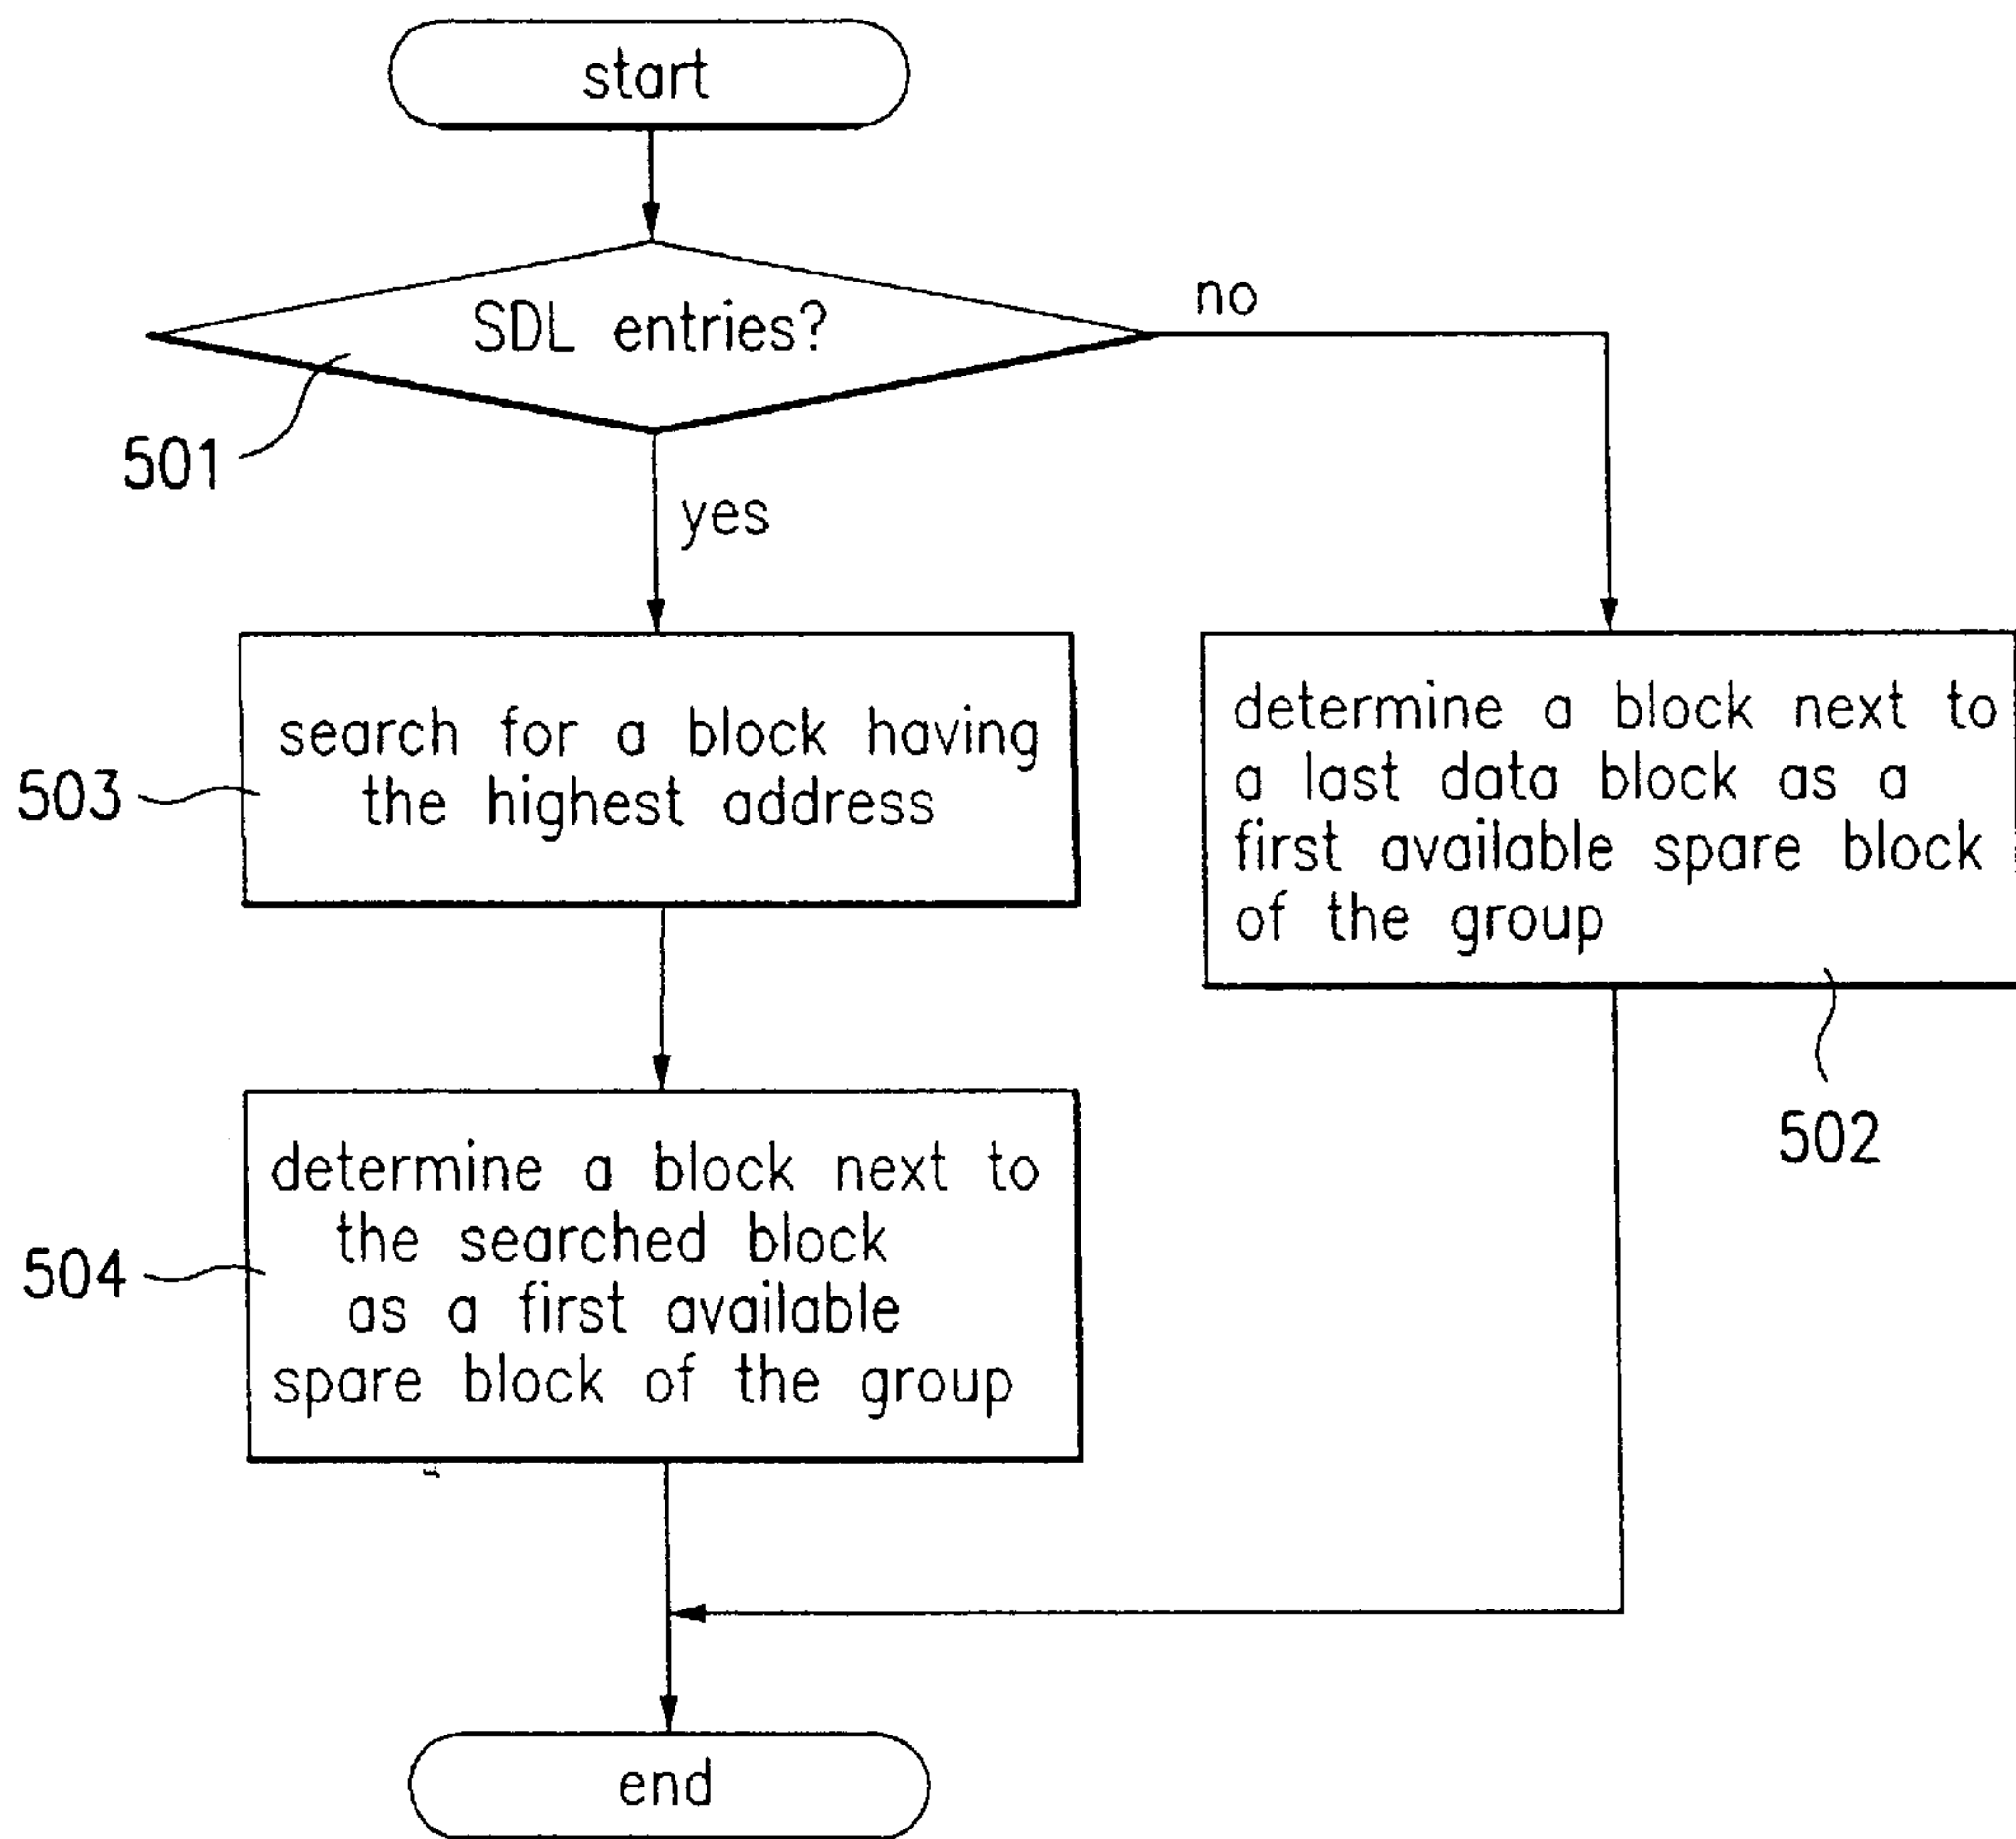 start
SDL entries?
no
501
yes
search for a block having
the highest address
503
determine a block next to
a last data block as a
first available spare block
of the group
502
determine a block next to
the searched block
as a first available
spare block of the group
504
end